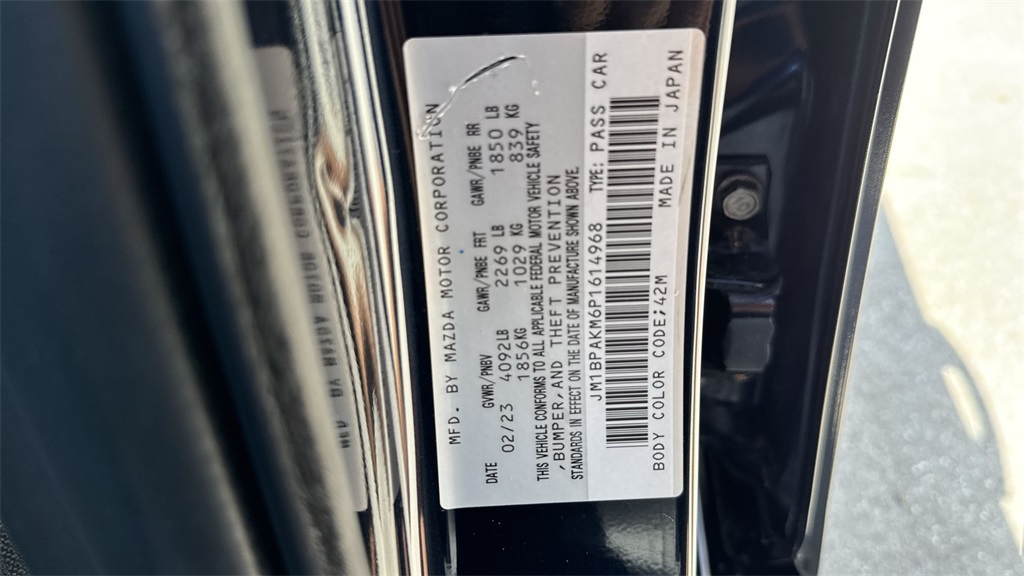 MFD. BY MAZDA MOTOR CORPORATION
DATE GVWR/PNBV GAWR/PNBE FRT GAWR/PNBE RR
02/23 4092LB 2269 LB 1850 LB
1856KG 1029 KG 839 KG
THIS VEHICLE CONFORMS TO ALL APPLICABLE FEDERAL MOTOR VEHICLE SAFETY
,BUMPER,AND THEFT PREVENTION
STANDARDS IN EFFECT ON THE DATE OF MANUFACTURE SHOWN ABOVE.
JM1BPAKM6P1614968 TYPE: PASS CAR
BODY COLOR CODE;42M MADE IN JAPAN